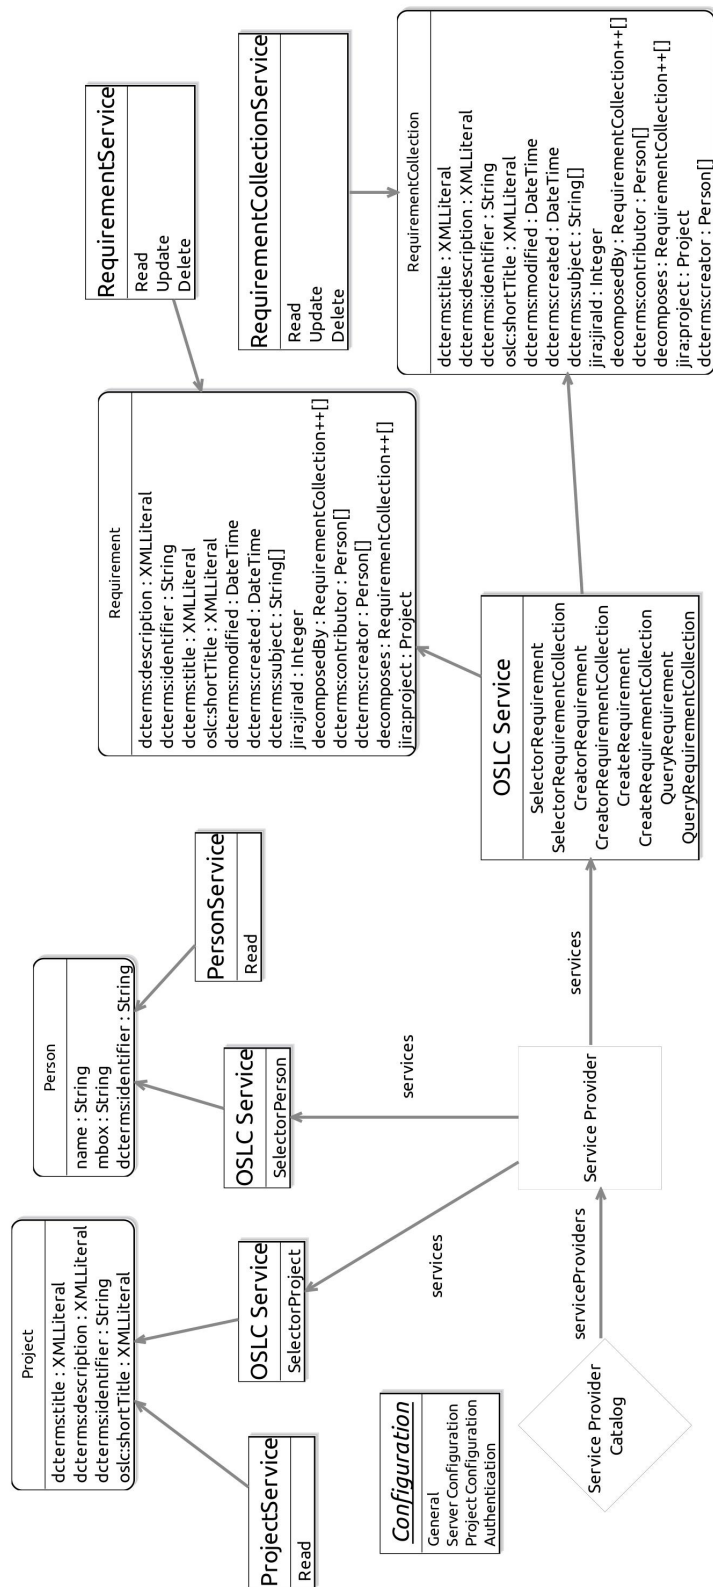 Project
dcterms:title : XMLLiteral
dcterms:description : XMLLiteral
dcterms:identifier : String
oslc:shortTitle : XMLLiteral
Person
name : String
mbox : String
dcterms:identifier : String
Requirement
dcterms:description : XMLLiteral
dcterms:identifier : String
dcterms:title : XMLLiteral
oslc:shortTitle : XMLLiteral
dcterms:modified : DateTime
dcterms:created : DateTime
dcterms:subject : String[]
jira:jiraId : Integer
decomposedBy : RequirementCollection++[]
dcterms:contributor : Person[]
dcterms:creator : Person[]
decomposes : RequirementCollection++[]
jira:project : Project
RequirementService
Read
Update
Delete
RequirementCollectionService
Read
Update
Delete
RequirementCollection
dcterms:title : XMLLiteral
dcterms:description : XMLLiteral
dcterms:identifier : String
oslc:shortTitle : XMLLiteral
dcterms:modified : DateTime
dcterms:created : DateTime
dcterms:subject : String[]
jira:jiraId : Integer
decomposedBy : RequirementCollection++[]
dcterms:contributor : Person[]
decomposes : RequirementCollection++[]
jira:project : Project
dcterms:creator : Person[]
ProjectService
Read
OSLC Service
SelectorProject
OSLC Service
SelectorPerson
PersonService
Read
Configuration
General
Server Configuration
Project Configuration
Authentication
services
services
services
OSLC Service
SelectorRequirement
SelectorRequirementCollection
CreatorRequirement
CreatorRequirementCollection
CreateRequirement
CreateRequirementCollection
QueryRequirement
QueryRequirementCollection
Service Provider
Catalog
serviceProviders
Service Provider